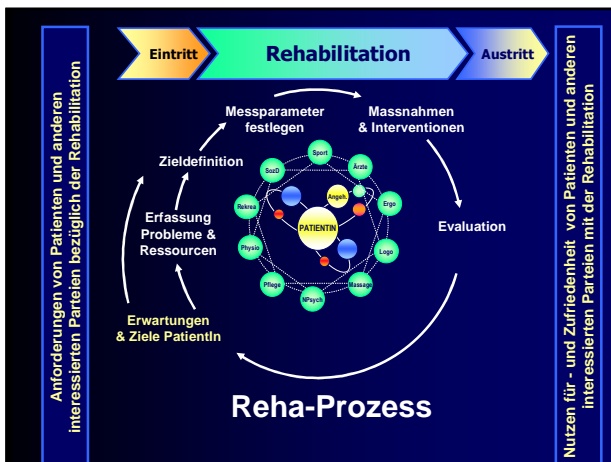 Anforderungen von Patienten und anderen
interessierten Parteien bezüglich der Rehabilitation
Eintritt
Rehabilitation
Austritt
Messparameter
festlegen
Massnahmen
& Interventionen
Zieldefinition
Erfassung
Probleme &
Ressourcen
Erwartungen
& Ziele PatientIn
Evaluation
Sport
Ärzte
SozD
Angeh.
Rekrea
Ergo
PATIENTIN
Physio
Logo
Pflege
Massage
NPsych
Reha-Prozess
Nutzen für - und Zufriedenheit von Patienten und anderen
interessierten Parteien mit der Rehabilitation